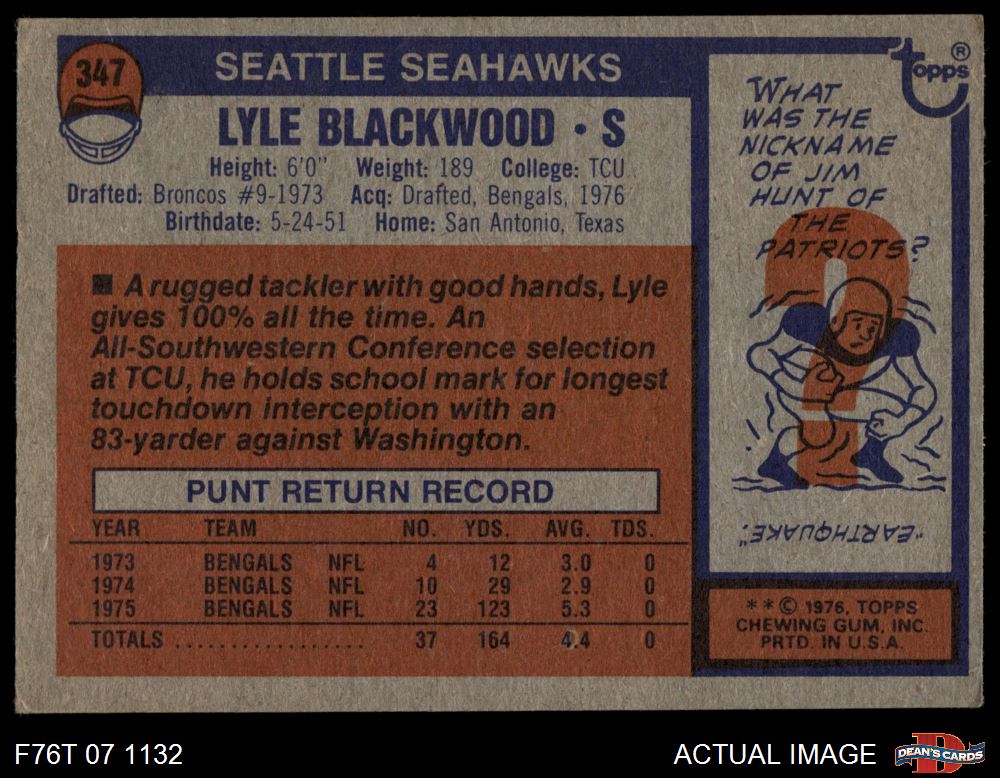 347
SEATTLE SEAHAWKS
LYLE BLACKWOOD • S
Height: 6'0" Weight: 189 College: TCU
Drafted: Broncos #9-1973 Acq: Drafted, Bengals, 1976
Birthdate: 5-24-51 Home: San Antonio, Texas
■ A rugged tackler with good hands, Lyle
gives 100% all the time. An
All-Southwestern Conference selection
at TCU, he holds school mark for longest
touchdown interception with an
83-yarder against Washington.
PUNT RETURN RECORD
YEAR TEAM NO. YDS. AVG. TDS.
1973 BENGALS NFL 4 12 3.0 0
1974 BENGALS NFL 10 29 2.9 0
1975 BENGALS NFL 23 123 5.3 0
TOTALS .................. 37 164 4.4 0
Topps ®
WHAT
WAS THE
NICKNAME
OF JIM
HUNT OF
THE
PATRIOTS?
"EARTHQUAKE."
* * © 1976, TOPPS
CHEWING GUM, INC.
PRTD. IN U.S.A.
F76T 07 1132
ACTUAL IMAGE
D
DEAN'S CARDS